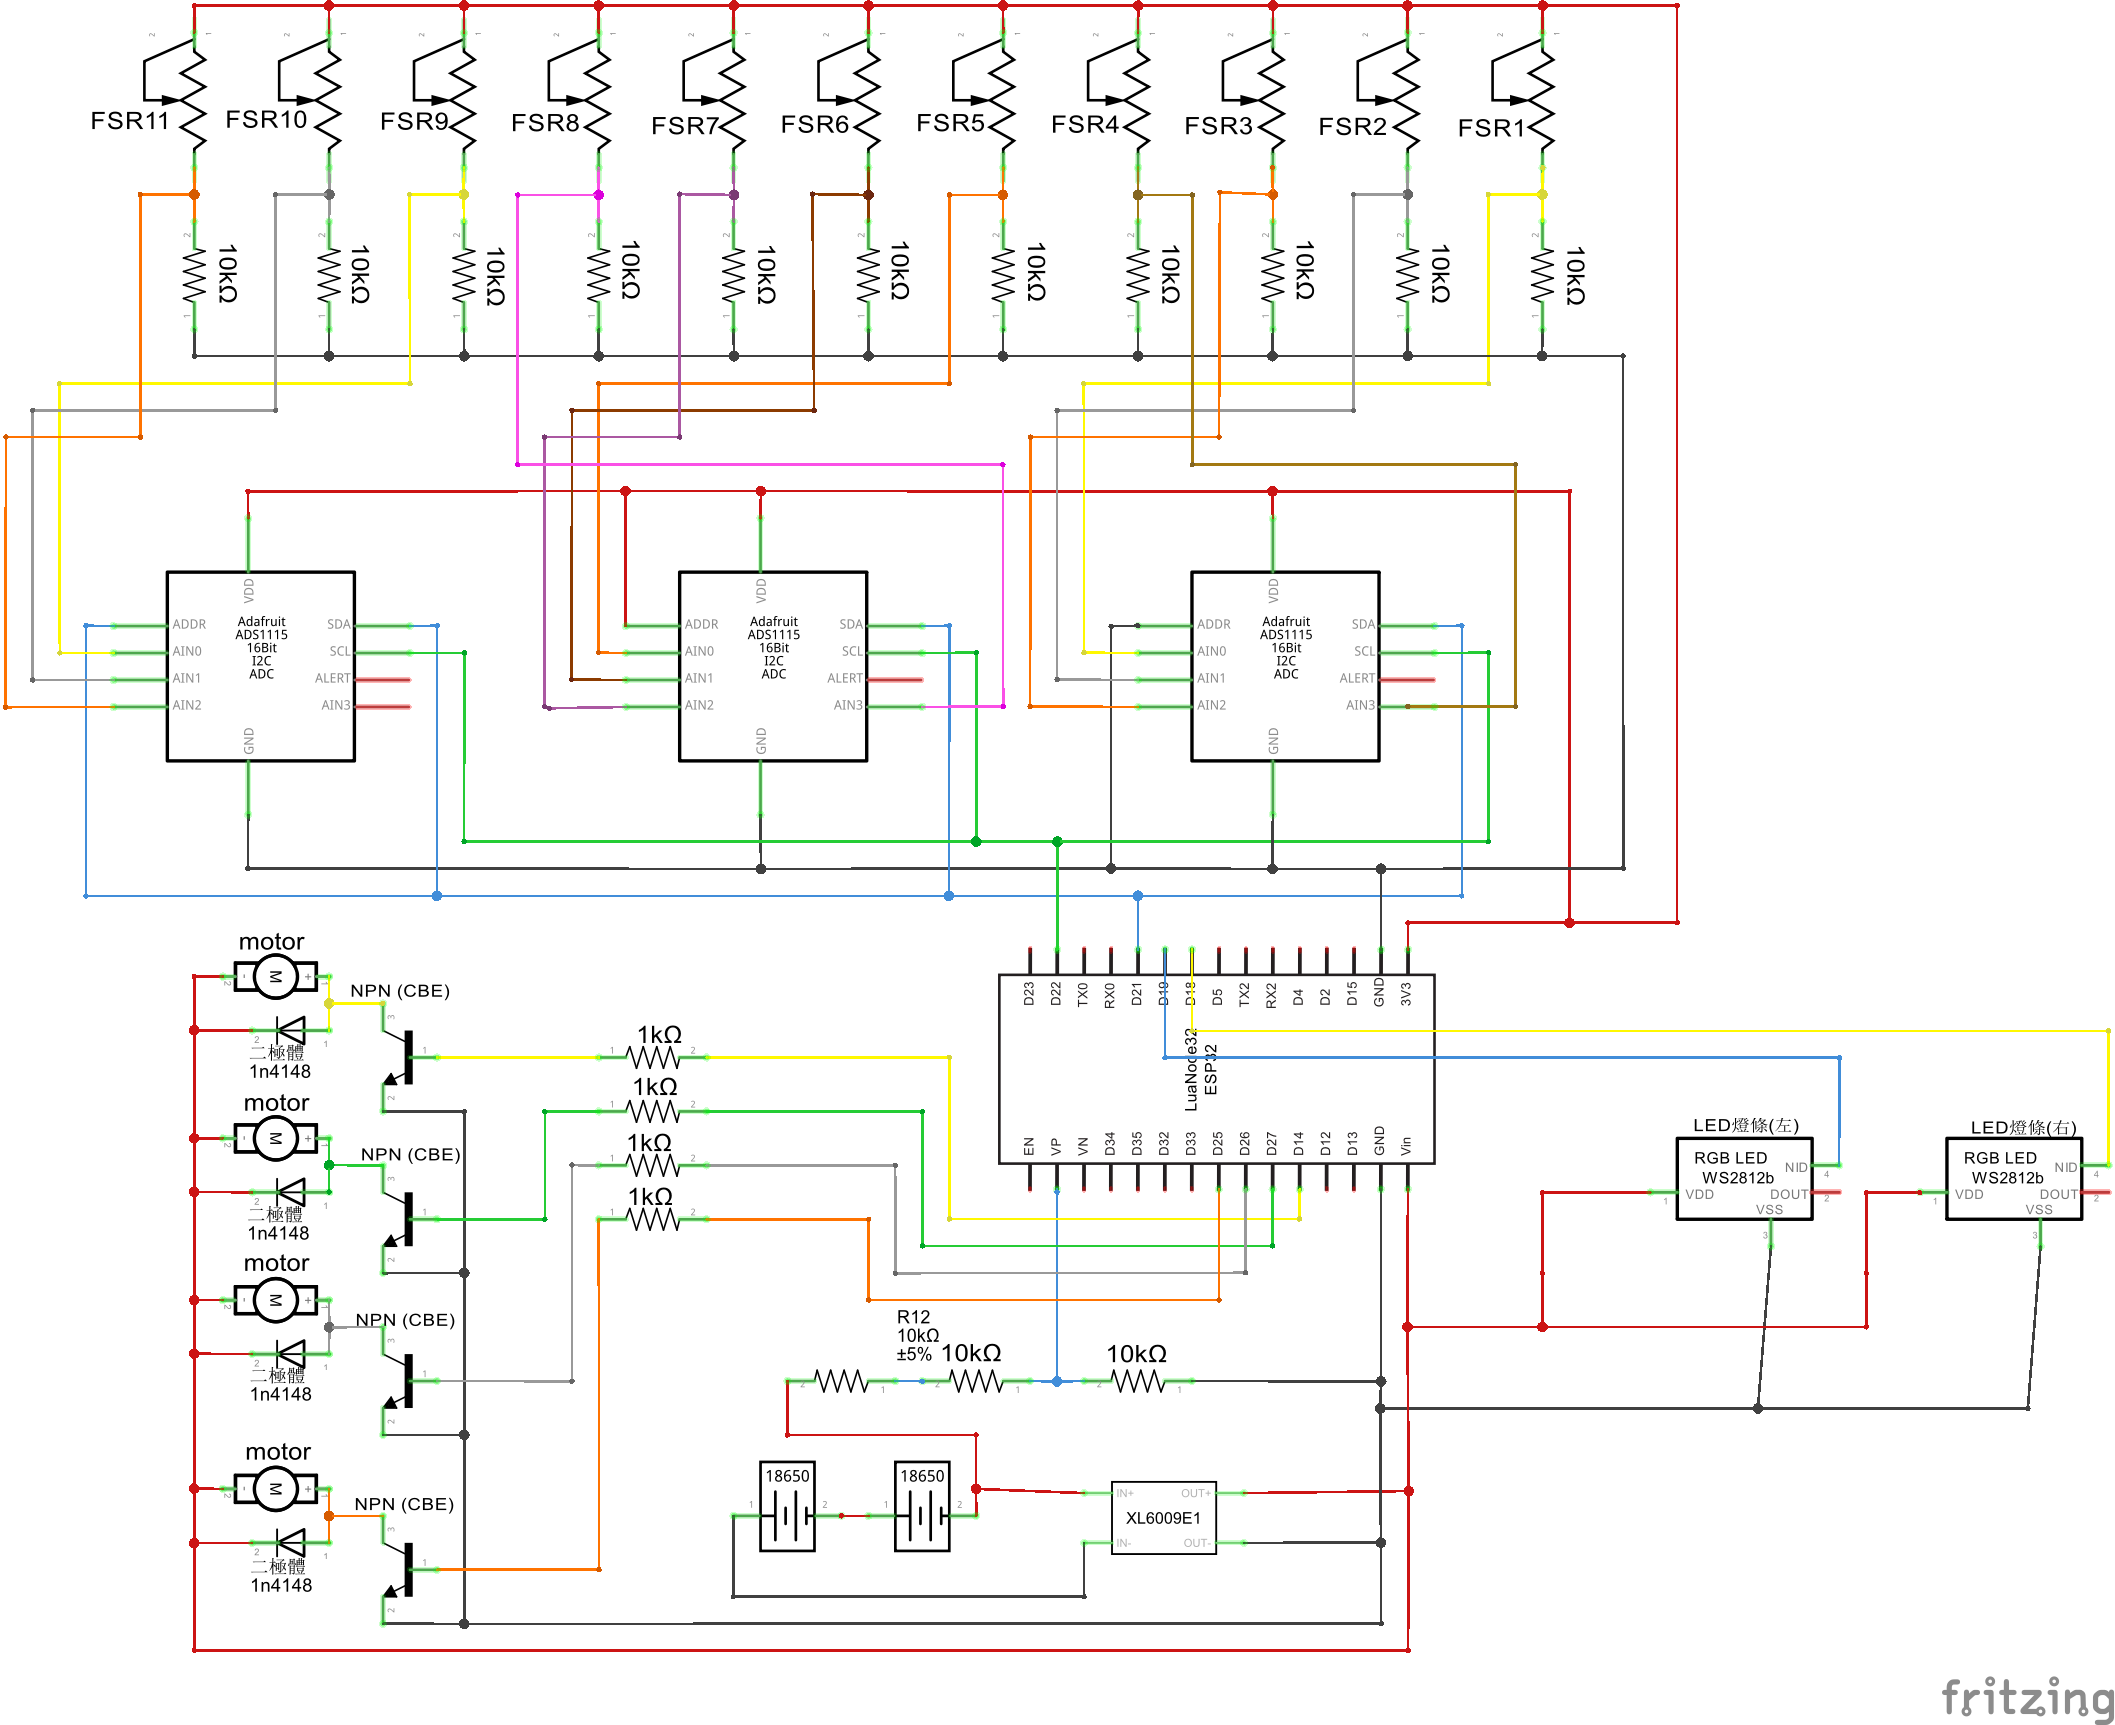 FSR11
FSR10
FSR9
FSR8
FSR7
FSR6
FSR5
FSR4
FSR3
FSR2
FSR1
10kΩ
10kΩ
10kΩ
10kΩ
10kΩ
10kΩ
10kΩ
10kΩ
10kΩ
10kΩ
10kΩ
VDD
ADDR
AIN0
AIN1
AIN2
Adafruit
ADS1115
16Bit
I2C
ADC
SDA
SCL
ALERT
AIN3
GND
VDD
ADDR
AIN0
AIN1
AIN2
Adafruit
ADS1115
16Bit
I2C
ADC
SDA
SCL
ALERT
AIN3
GND
VDD
ADDR
AIN0
AIN1
AIN2
Adafruit
ADS1115
16Bit
I2C
ADC
SDA
SCL
ALERT
AIN3
GND
motor
M
NPN (CBE)
二極體
1n4148
motor
M
NPN (CBE)
二極體
1n4148
motor
M
NPN (CBE)
二極體
1n4148
motor
M
NPN (CBE)
二極體
1n4148
1kΩ
1kΩ
1kΩ
1kΩ
D23
D22
TX0
RX0
D21
D19
D18
D5
TX2
RX2
D4
D2
D15
GND
3V3
LuaNode32
ESP32
EN
VP
VN
D34
D35
D32
D33
D25
D26
D27
D14
D12
D13
GND
Vin
LED燈條(左)
RGB LED
WS2812b
NID
VDD
DOUT
VSS
LED燈條(右)
RGB LED
WS2812b
NID
VDD
DOUT
VSS
R12
10kΩ
±5%
10kΩ
10kΩ
18650
18650
IN+
OUT+
XL6009E1
IN-
OUT-
fritzing